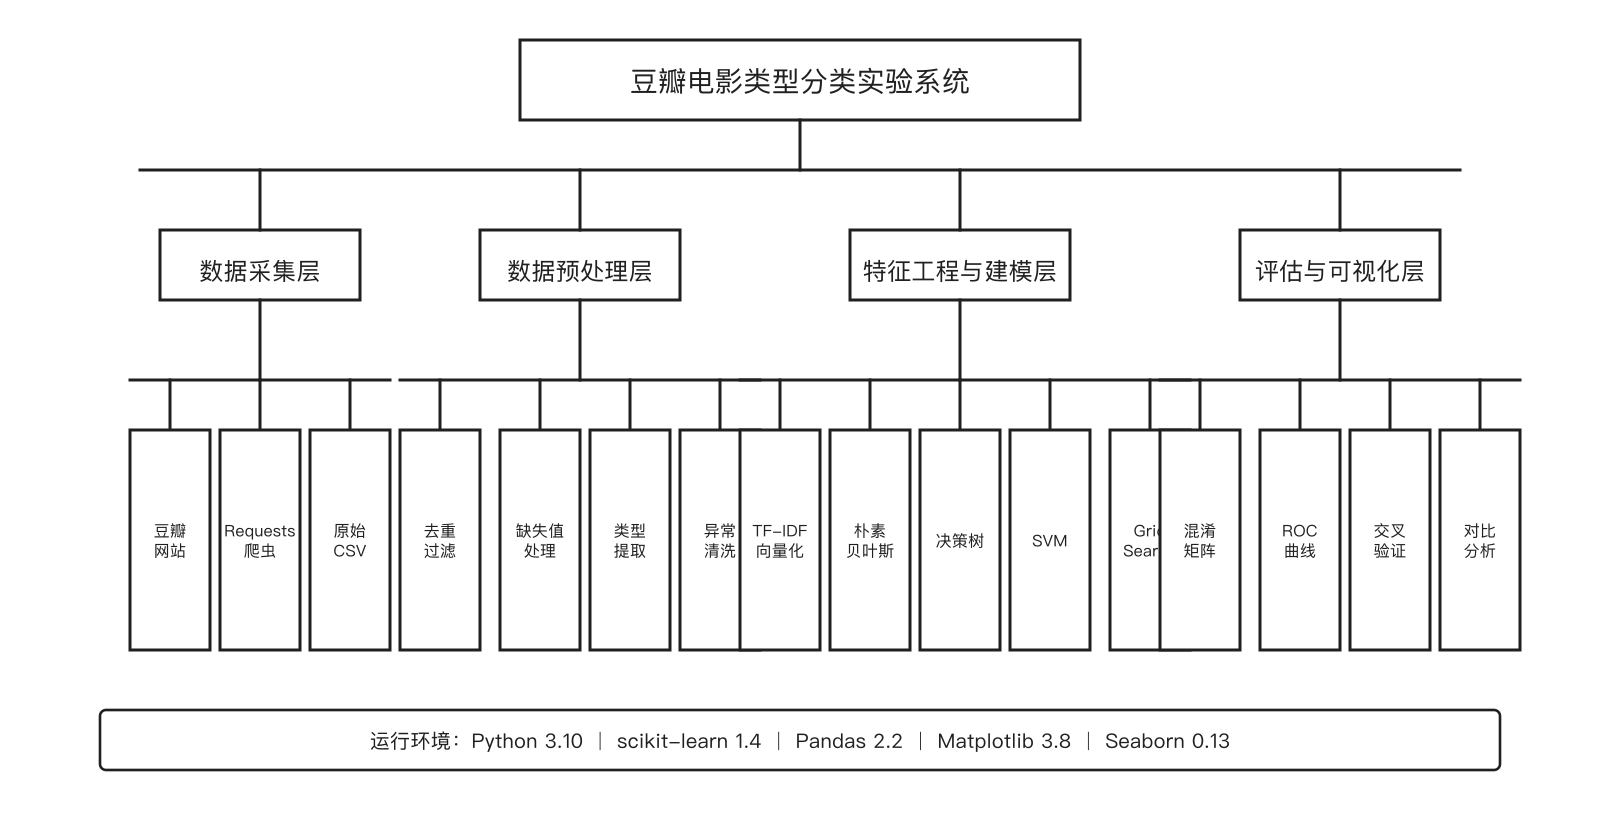 豆瓣电影类型分类实验系统
数据采集层
数据预处理层
特征工程与建模层
评估与可视化层
豆瓣
网站
Requests
爬虫
原始
CSV
去重
过滤
缺失值
处理
类型
提取
异常
清洗
TF-IDF
向量化
朴素
贝叶斯
决策树
SVM
混淆
矩阵
ROC
曲线
交叉
验证
对比
分析
运行环境：Python 3.10 ｜ scikit-learn 1.4 ｜ Pandas 2.2 ｜ Matplotlib 3.8 ｜ Seaborn 0.13